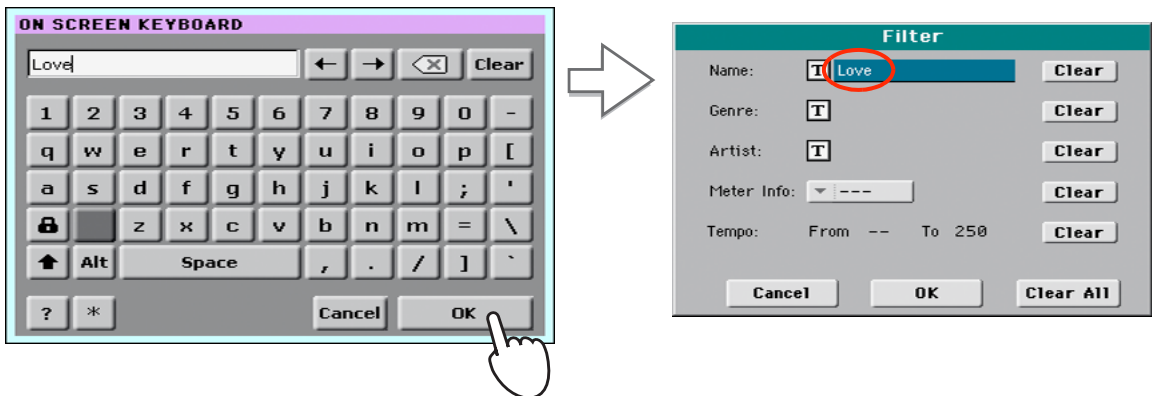 ON SCREEN KEYBOARD
Love
← → ⌫ Clear
1 2 3 4 5 6 7 8 9 0 -
q w e r t y u i o p [
a s d f g h j k l ; '
z x c v b n m = \
Alt Space , . / ] `
? * Cancel OK
Filter
Name: T Love Clear
Genre: T Clear
Artist: T Clear
Meter Info: --- Clear
Tempo: From -- To 250 Clear
Cancel OK Clear All